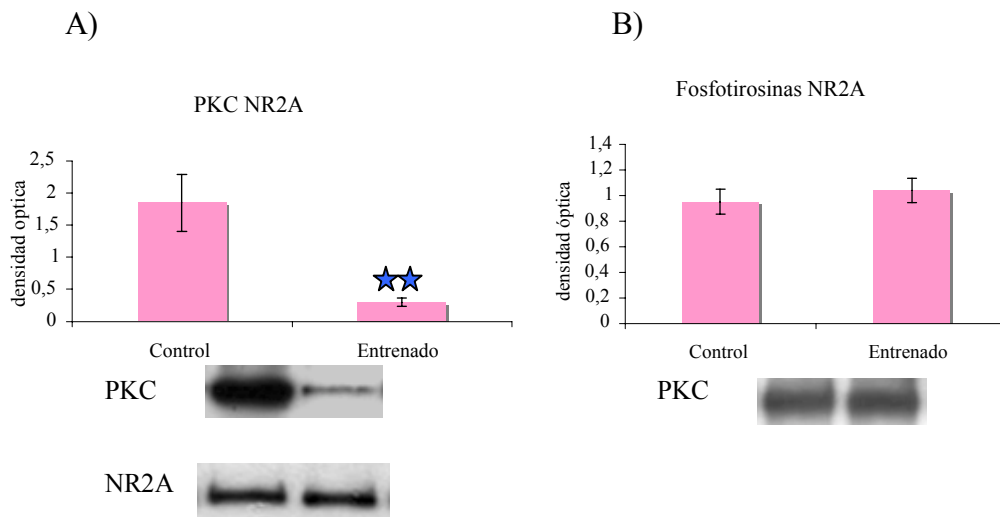 A)
PKC NR2A
densidad optica
2,5
2
1,5
1
0,5
0
Control Entrenado
PKC
NR2A
B)
Fosfotirosinas NR2A
densidad óptica
1,4
1,2
1
0,8
0,6
0,4
0,2
0
Control Entrenado
PKC